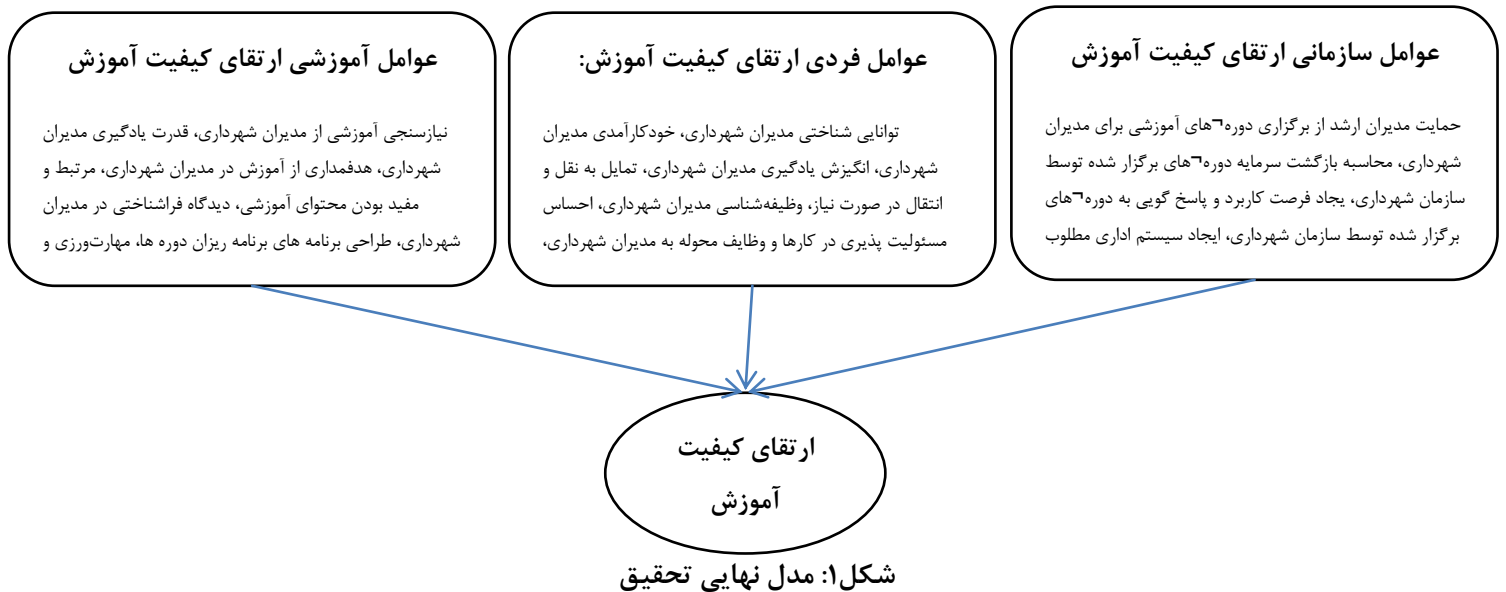 عوامل سازمانی ارتقای کیفیت آموزش
حمایت مدیران ارشد از برگزاری دوره¬های آموزشی برای مدیران
شهرداری، محاسبه بازگشت سرمایه دوره¬های برگزار شده توسط
سازمان شهرداری، یجاد فرصت کاربرد و پاسخ گویی به دوره¬های
برگزار شده توسط سازمان شهرداری، ایجاد سیستم اداری مطلوب
عوامل فردی ارتقای کیفیت آموزش:
توانایی شناختی مدیران شهرداری، خودکارآمدی مدیران
شهرداری، انگیزش یادگیری مدیران شهرداری، تمایل به نقل و
انتقال در صورت نیاز، وظیفه‌شناسی مدیران شهرداری، احساس
مسئولیت پذیری در کارها و وظایف محوله به مدیران شهرداری،
عوامل آموزشی ارتقای کیفیت آموزش
نیازسنجی آموزشی از مدیران شهرداری، قدرت یادگیری مدیران
شهرداری، هدفمداری از آموزش در مدیران شهرداری، مرتبط و
مفید بودن محتوای آموزشی، دیدگاه فراشناختی در مدیران
شهرداری، طراحی برنامه های برنامه ریزان دوره ها، مهارت‌ورزی و
ارتقای کیفیت
آموزش
شکل۱: مدل نهایی تحقیق